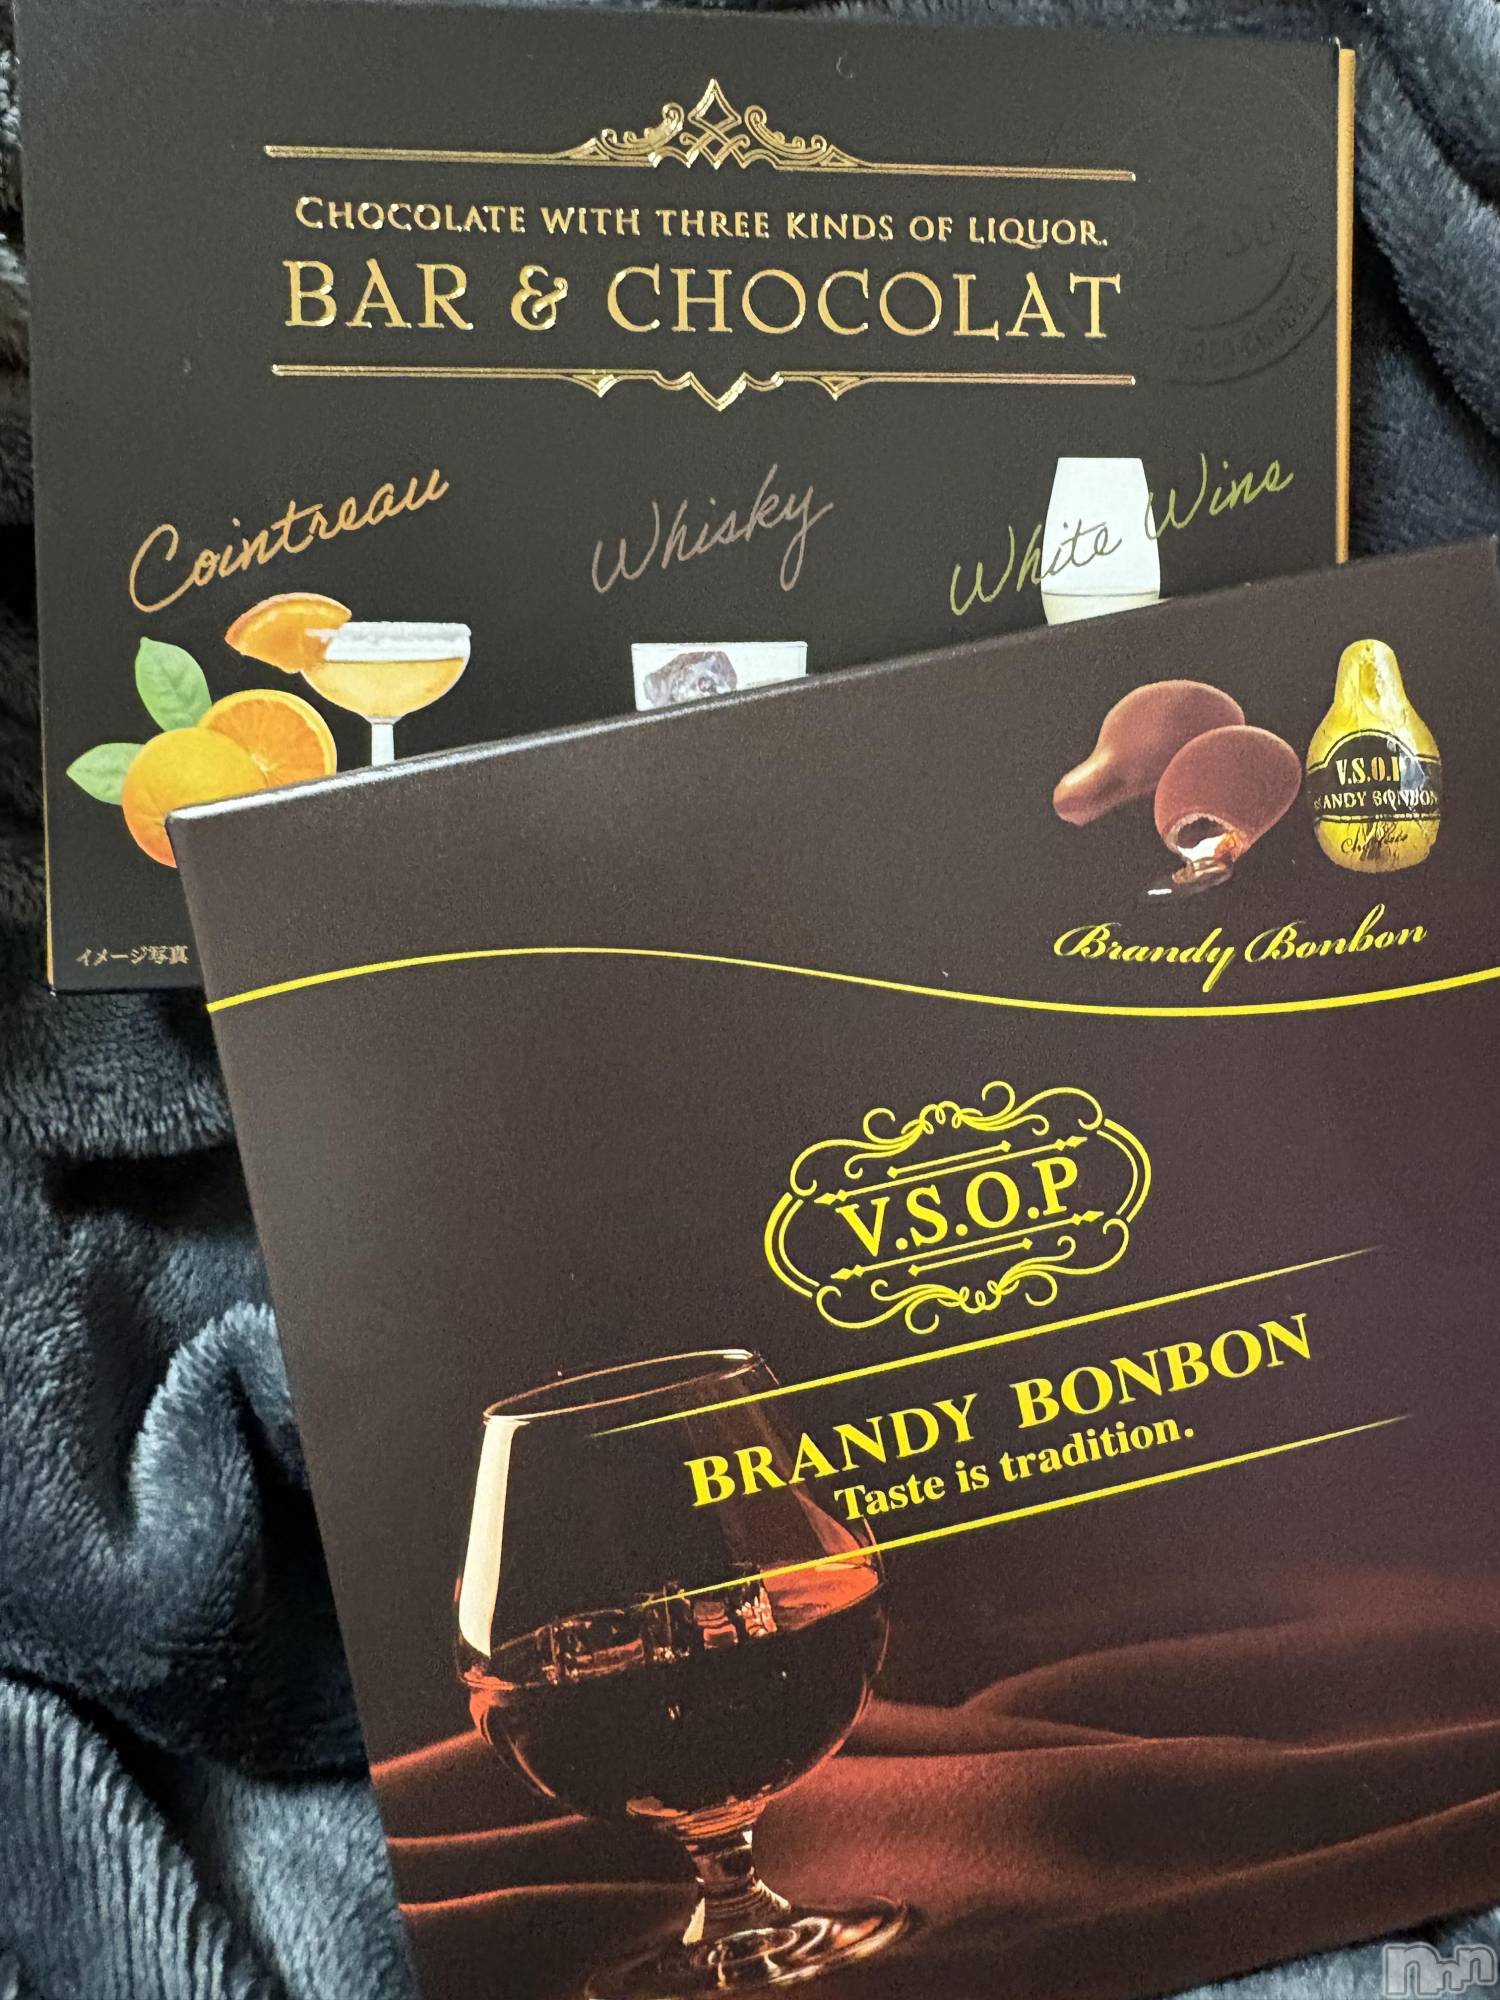 CHOCOLATE WITH THREE KINDS OF LIQUOR.
BAR & CHOCOLAT
Cointreau
Whisky
White Wine
イメージ写真
V.S.O.P
BRANDY BONBON
Brandy Bonbon
V.S.O.P
BRANDY BONBON
Taste is tradition.